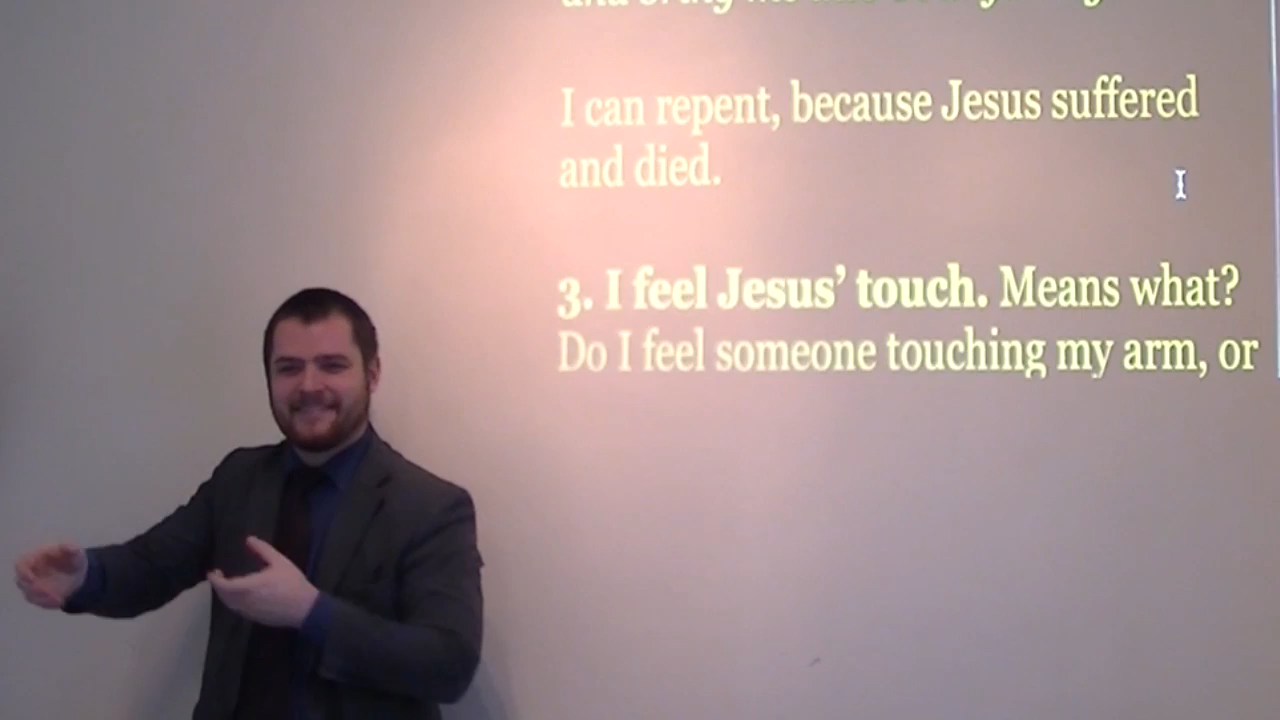 I can repent, because Jesus suffered
and died.
3. I feel Jesus’ touch. Means what?
Do I feel someone touching my arm, or